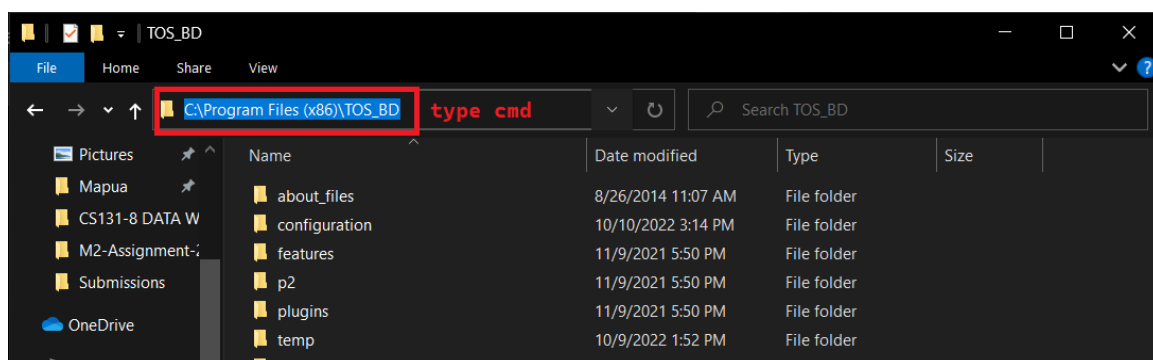 TOS_BD
File Home Share View
C:\Program Files (x86)\TOS_BD type cmd Search TOS_BD
Pictures Name Date modified Type Size
Mapua about_files 8/26/2014 11:07 AM File folder
CS131-8 DATA W configuration 10/10/2022 3:14 PM File folder
M2-Assignment-2 features 11/9/2021 5:50 PM File folder
Submissions p2 11/9/2021 5:50 PM File folder
OneDrive plugins 11/9/2021 5:50 PM File folder
temp 10/9/2022 1:52 PM File folder